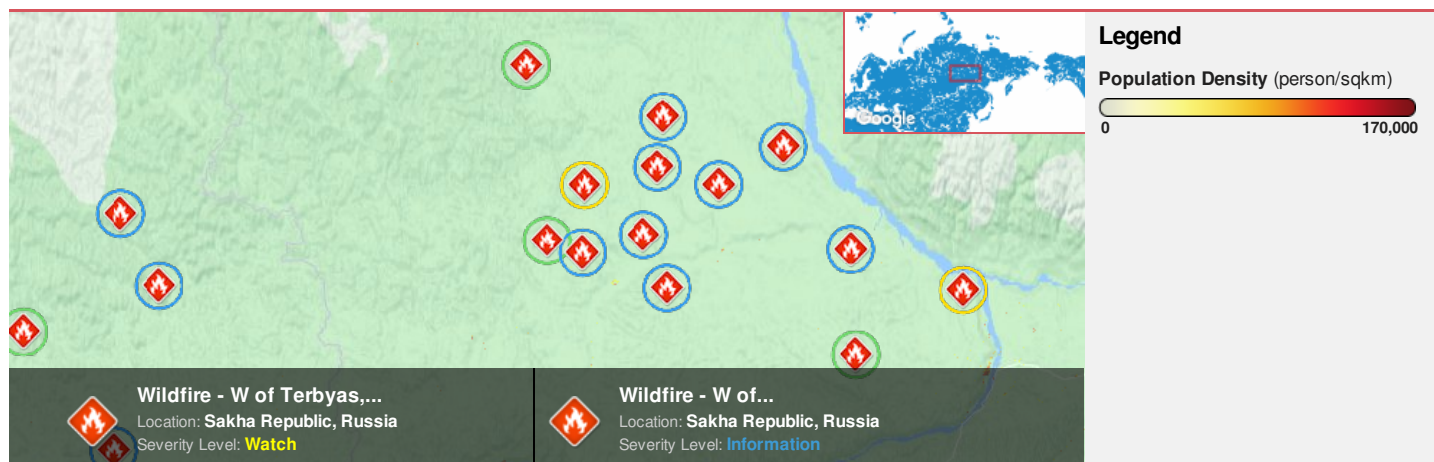 Google
Legend
Population Density (person/sqkm)
0 170,000
Wildfire - W of Terbyas,...
Location: Sakha Republic, Russia
Severity Level: Watch
Wildfire - W of...
Location: Sakha Republic, Russia
Severity Level: Information